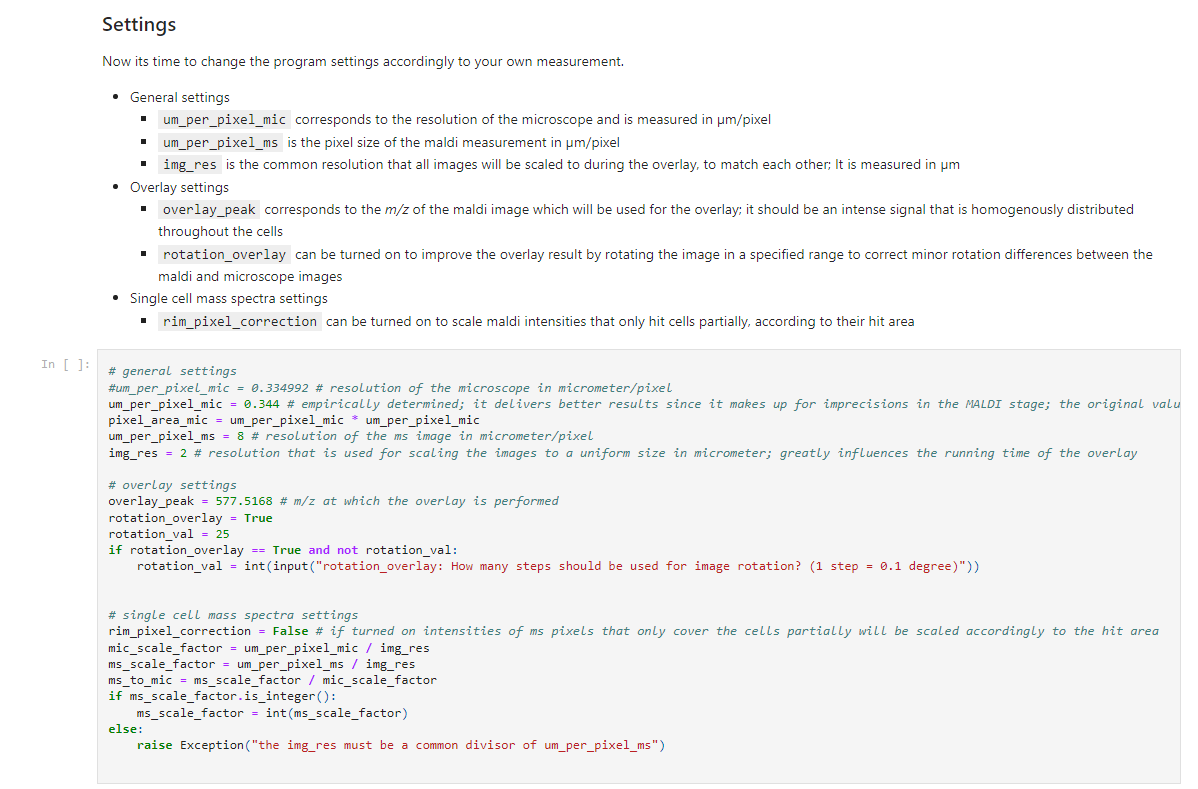 Settings
Now its time to change the program settings accordingly to your own measurement.
General settings
um_per_pixel_mic corresponds to the resolution of the microscope and is measured in µm/pixel
um_per_pixel_ms is the pixel size of the maldi measurement in µm/pixel
img_res is the common resolution that all images will be scaled to during the overlay, to match each other; It is measured in µm
Overlay settings
overlay_peak corresponds to the m/z of the maldi image which will be used for the overlay; it should be an intense signal that is homogenously distributed
throughout the cells
rotation_overlay can be turned on to improve the overlay result by rotating the image in a specified range to correct minor rotation differences between the
maldi and microscope images
Single cell mass spectra settings
rim_pixel_correction can be turned on to scale maldi intensities that only hit cells partially, according to their hit area
In [ ]:
# general settings
#um_per_pixel_mic = 0.334992 # resolution of the microscope in micrometer/pixel
um_per_pixel_mic = 0.344 # empirically determined; it delivers better results since it makes up for imprecisions in the MALDI stage; the original valu
pixel_area_mic = um_per_pixel_mic * um_per_pixel_mic
um_per_pixel_ms = 8 # resolution of the ms image in micrometer/pixel
img_res = 2 # resolution that is used for scaling the images to a uniform size in micrometer; greatly influences the running time of the overlay
# overlay settings
overlay_peak = 577.5168 # m/z at which the overlay is performed
rotation_overlay = True
rotation_val = 25
if rotation_overlay == True and not rotation_val:
    rotation_val = int(input("rotation_overlay: How many steps should be used for image rotation? (1 step = 0.1 degree)"))
# single cell mass spectra settings
rim_pixel_correction = False # if turned on intensities of ms pixels that only cover the cells partially will be scaled accordingly to the hit area
mic_scale_factor = um_per_pixel_mic / img_res
ms_scale_factor = um_per_pixel_ms / img_res
ms_to_mic = ms_scale_factor / mic_scale_factor
if ms_scale_factor.is_integer():
    ms_scale_factor = int(ms_scale_factor)
else:
    raise Exception("the img_res must be a common divisor of um_per_pixel_ms")